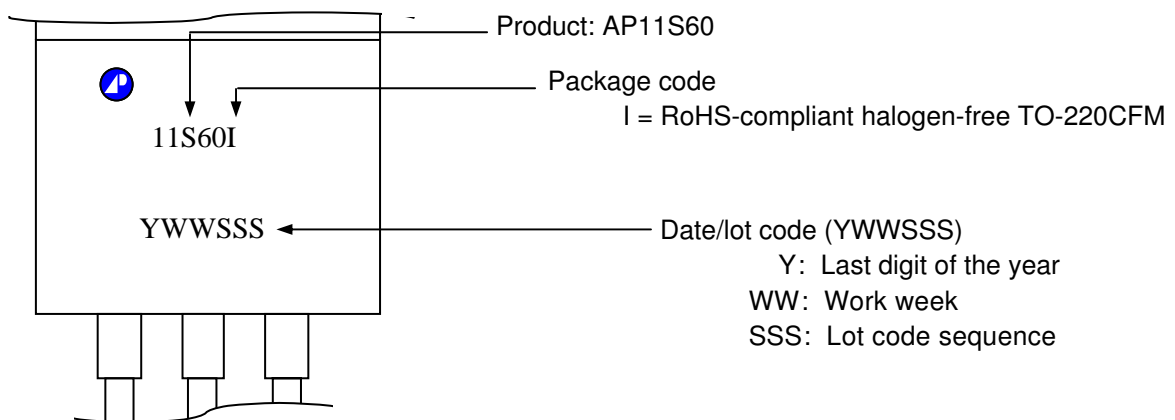 Product: AP11S60
Package code
I = RoHS-compliant halogen-free TO-220CFM
AP
11S60I
YWWSSS
Date/lot code (YWWSSS)
Y: Last digit of the year
WW: Work week
SSS: Lot code sequence